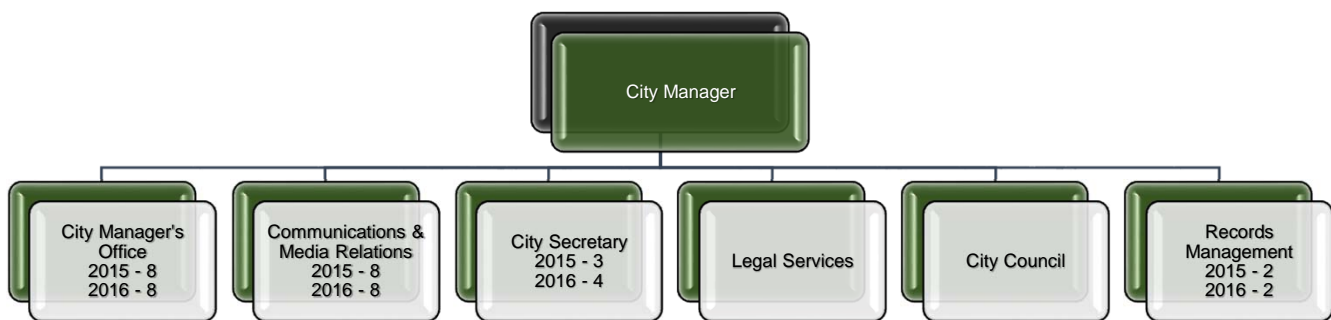 City Manager
City Manager's
Office
2015 - 8
2016 - 8
Communications &
Media Relations
2015 - 8
2016 - 8
City Secretary
2015 - 3
2016 - 4
Legal Services
City Council
Records
Management
2015 - 2
2016 - 2